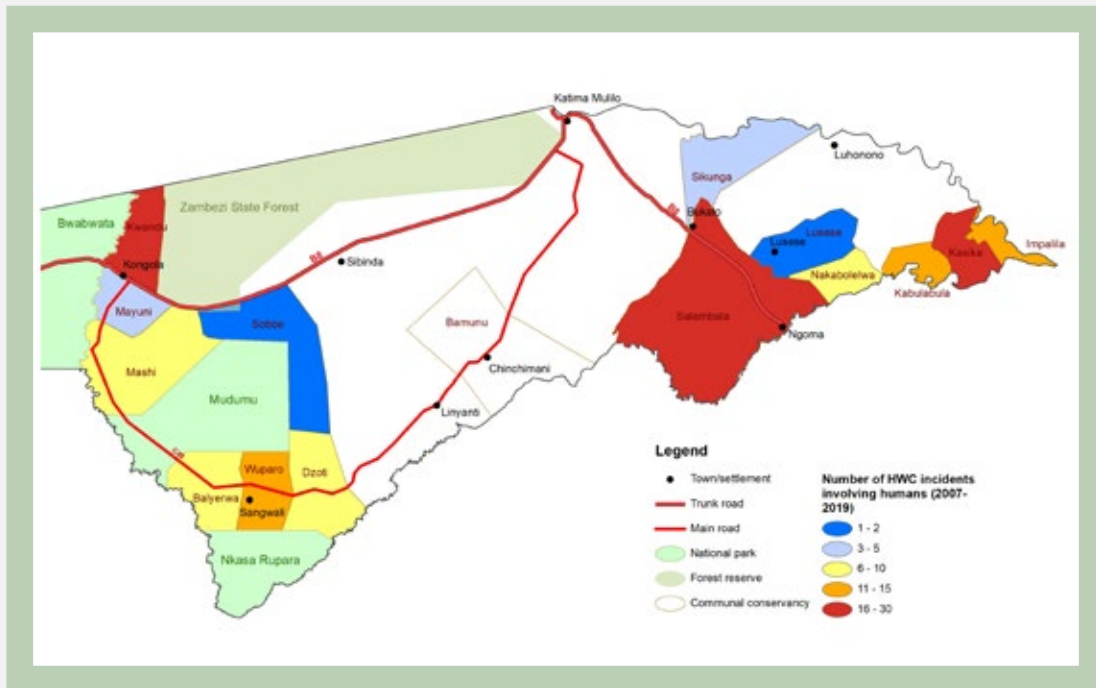 Katima Mulilo
Luhonono
Sikunga
Zambezi State Forest
Bwabwata
Kwandu
Bukalo
B8
Lusese
Lusese
Kasika
Impalila
Kongola
B8
Sibinda
Nakabolelwa
Kabulabula
Mayuni
Sobbe
Bamunu
Salambala
Ngoma
Mashi
Chinchimani
Mudumu
Linyanti
Wuparo
Dzoti
Balyerwa
Sangwali
Nkasa Rupara
Legend
Town/settlement
Trunk road
Main road
National park
Forest reserve
Communal conservancy
Number of HWC incidents
involving humans (2007-
2019)
1 - 2
3 - 5
6 - 10
11 - 15
16 - 30